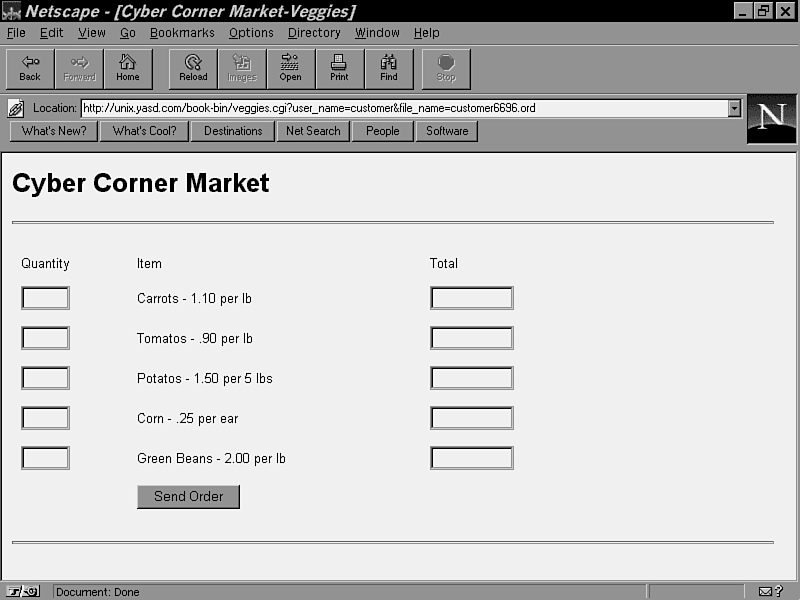 Netscape - [Cyber Corner Market-Veggies]
File Edit View Go Bookmarks Options Directory Window Help
Back Forward Home Reload Images Open Print Find Stop
Location: http://unix.yasd.com/book-bin/veggies.cgi?user_name=customer&file_name=customer6696.ord
N
What's New? What's Cool? Destinations Net Search People Software
Cyber Corner Market
Quantity Item Total
Carrots - 1.10 per lb
Tomatos - .90 per lb
Potatos - 1.50 per 5 lbs
Corn - .25 per ear
Green Beans - 2.00 per lb
Send Order
Document: Done ?